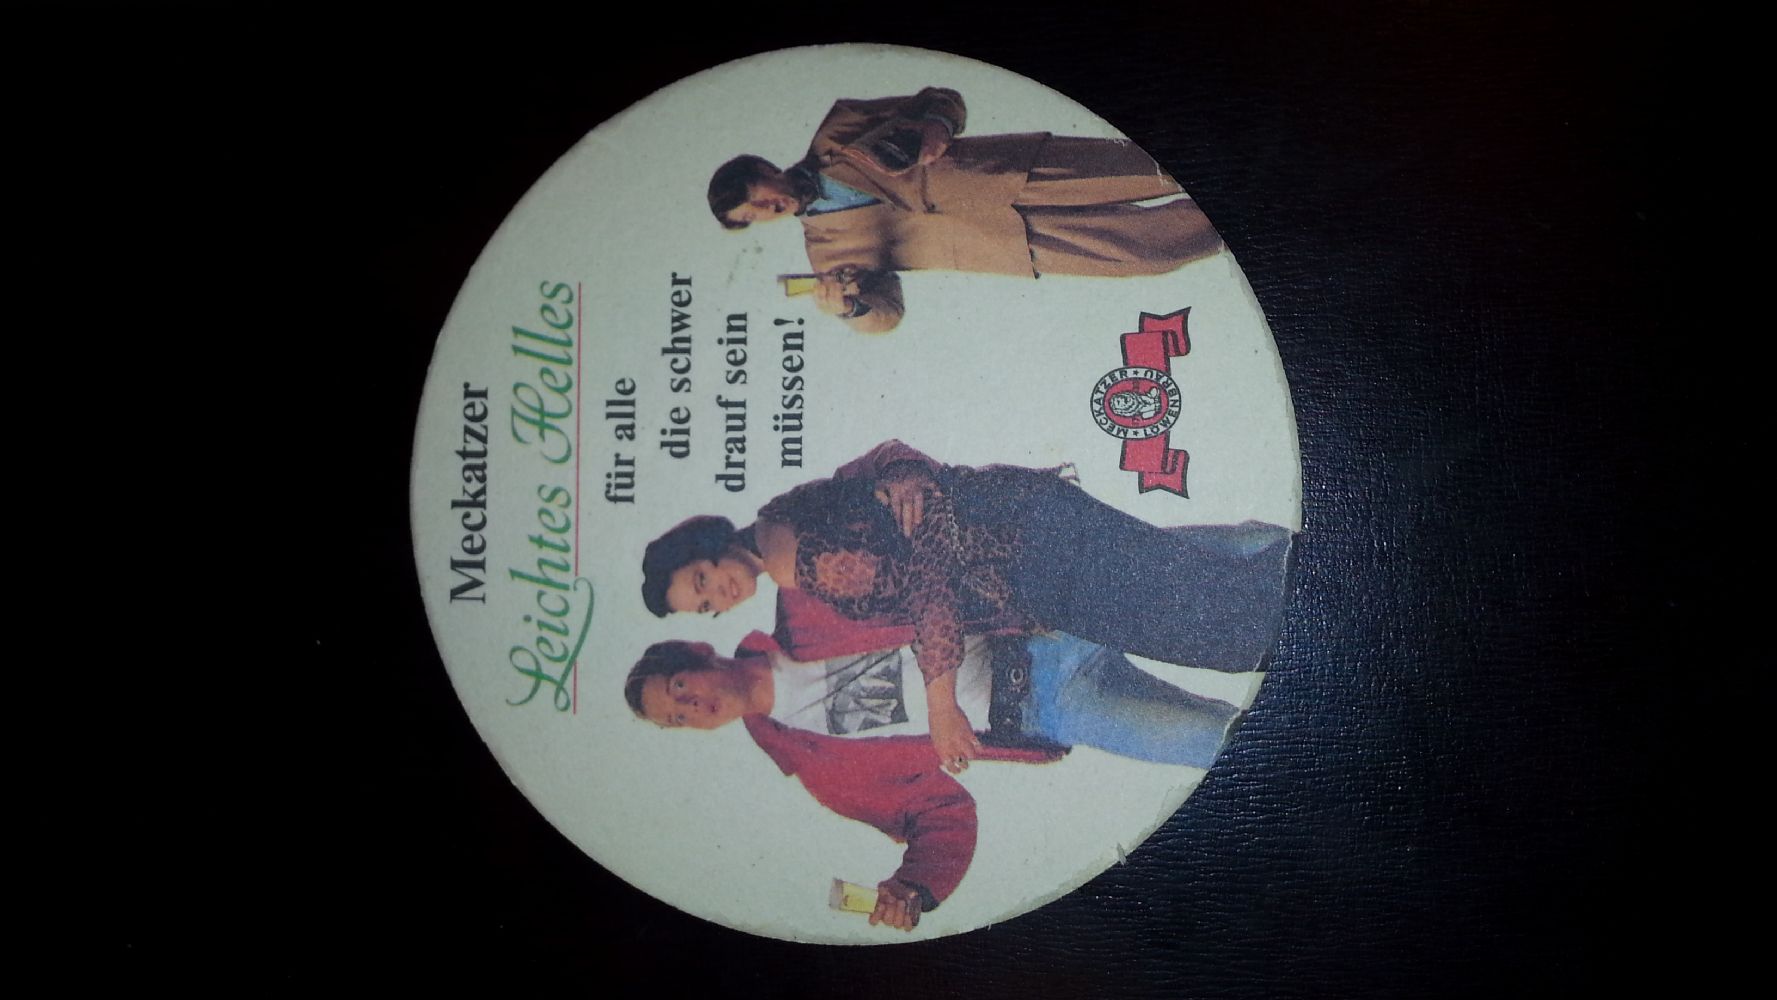 Meckatzer
Leichtes Helles
für alle
die schwer
drauf sein
müssen!
MECKATZER ★ LÖWENBRÄU ★